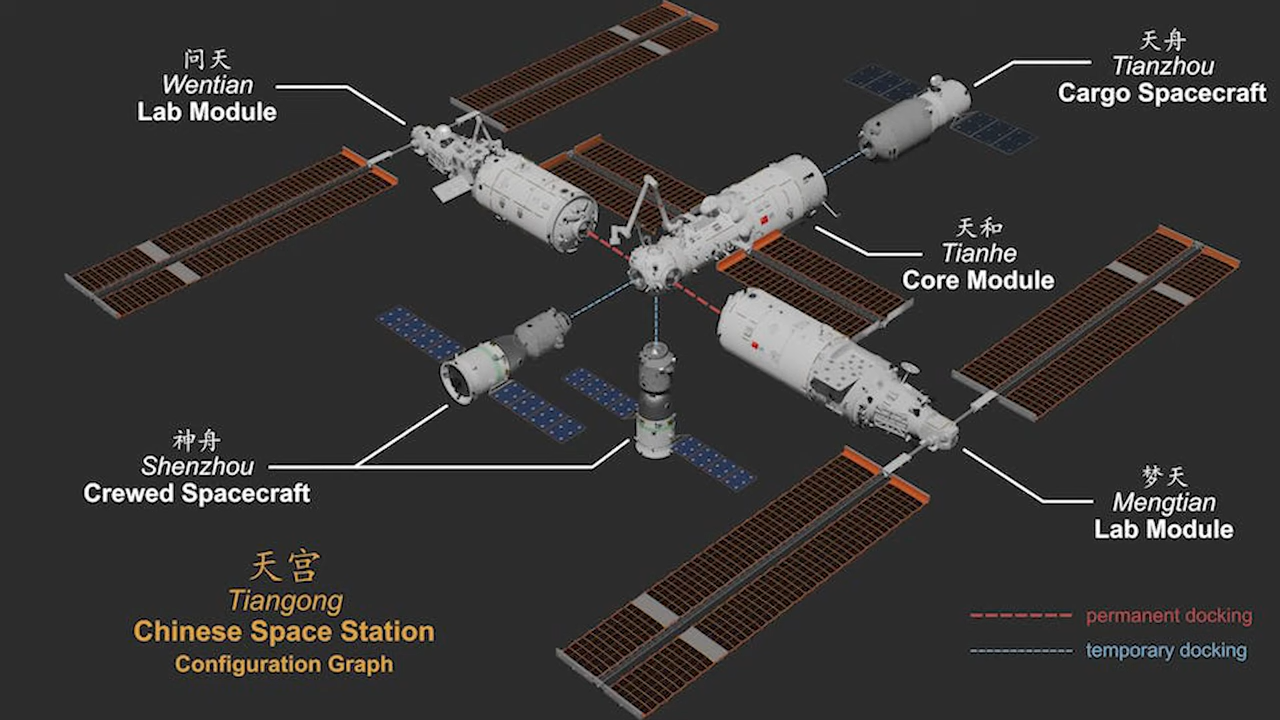 问天
Wentian
Lab Module
天舟
Tianzhou
Cargo Spacecraft
天和
Tianhe
Core Module
神舟
Shenzhou
Crewed Spacecraft
梦天
Mengtian
Lab Module
天宫
Tiangong
Chinese Space Station
Configuration Graph
permanent docking
temporary docking